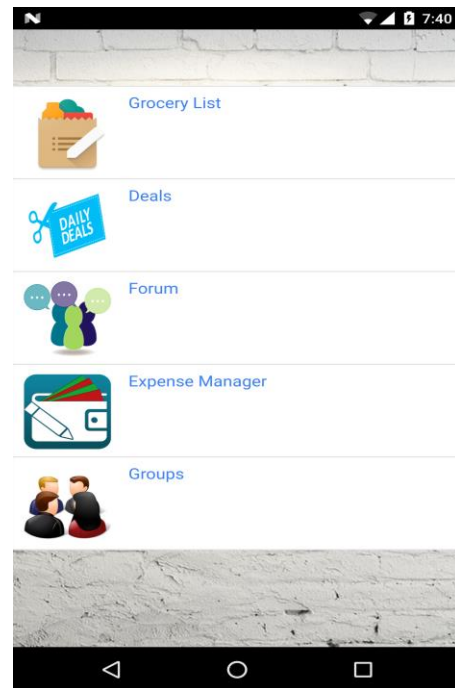 7:40
Grocery List
DAILY
DEALS
Deals
Forum
Expense Manager
Groups